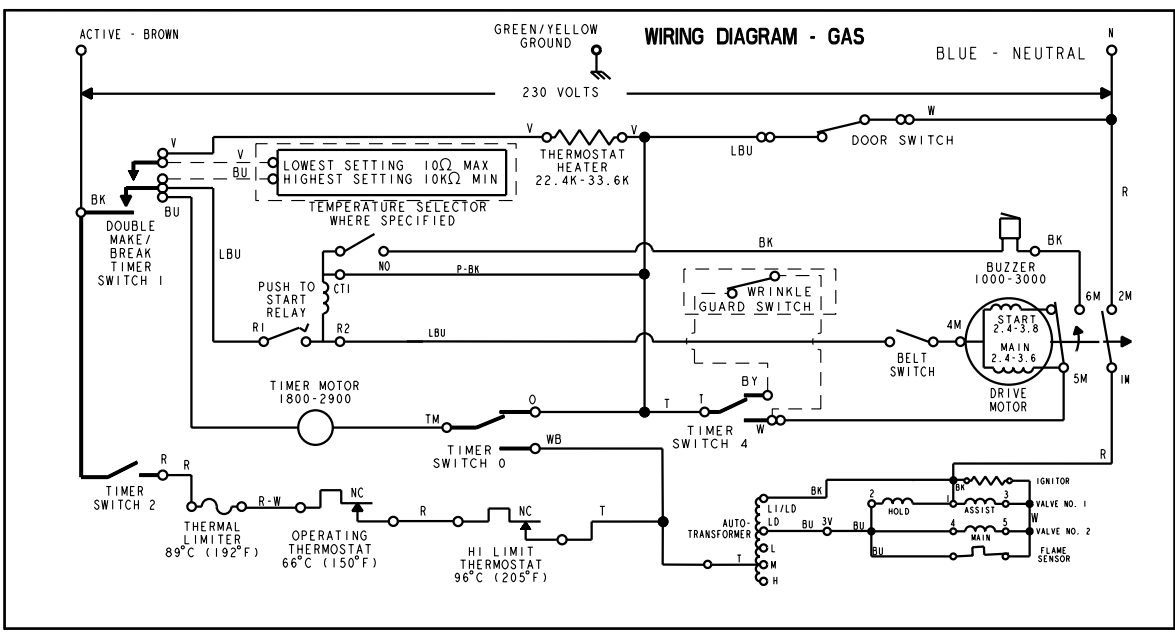 ACTIVE - BROWN
GREEN/YELLOW
GROUND
WIRING DIAGRAM - GAS
N
BLUE - NEUTRAL
230 VOLTS
V
V
V
W
LBU
DOOR SWITCH
THERMOSTAT
HEATER
22.4K-33.6K
V
BU
LOWEST SETTING 10Ω MAX
HIGHEST SETTING 10KΩ MIN
TEMPERATURE SELECTOR
WHERE SPECIFIED
BK
BU
R
DOUBLE
MAKE/
BREAK
TIMER
SWITCH 1
LBU
NO
BK
BK
BUZZER
1000-3000
P-BK
CT1
PUSH TO
START
RELAY
R1
R2
LBU
WRINKLE
GUARD SWITCH
6M
2M
START
2.4-3.8
MAIN
2.4-3.6
4M
BELT
SWITCH
5M
1M
DRIVE
MOTOR
TIMER MOTOR
1800-2900
TM
O
T
T
BY
W
TIMER
SWITCH 4
TIMER
SWITCH 0
WB
R
R
R
TIMER
SWITCH 2
R-W
THERMAL
LIMITER
89°C (192°F)
NC
OPERATING
THERMOSTAT
66°C (150°F)
R
NC
T
HI LIMIT
THERMOSTAT
96°C (205°F)
BK
LI/LD
AUTO-
TRANSFORMER
LD
L
M
H
T
BU
3V
BU
BU
BK
IGNITOR
2
HOLD
1
ASSIST
3
VALVE NO. 1
W
4
MAIN
5
VALVE NO. 2
FLAME
SENSOR